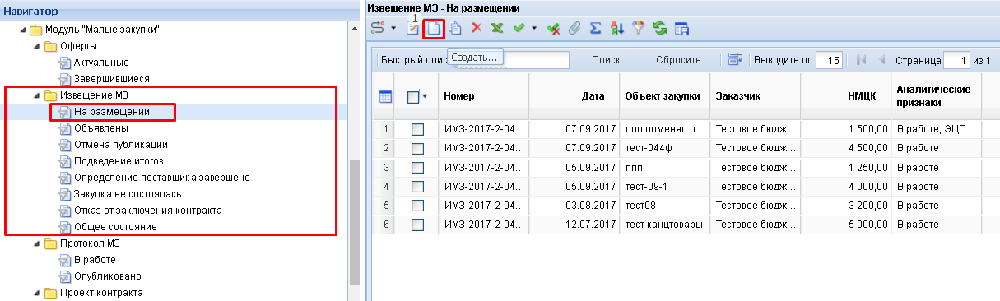 Навигатор
Модуль "Малые закупки"
Оферты
Актуальные
Завершившиеся
Извещение МЗ
На размещении
Объявлены
Отмена публикации
Подведение итогов
Определение поставщика завершено
Закупка не состоялась
Отказ от заключения контракта
Общее состояние
Протокол МЗ
В работе
Опубликовано
Проект контракта
Извещение МЗ - На размещении
1
Быстрый поис
Создать...
Поиск
Сбросить
Выводить по 15
Страница 1 из 1
Номер Дата Объект закупки Заказчик НМЦК Аналитические признаки
1 ИМЗ-2017-2-04... 07.09.2017 ппп поменял п... Тестовое бюдж... 1 500,00 В работе, ЭЦП ...
2 ИМЗ-2017-2-04... 07.09.2017 тест-044ф Тестовое бюдж... 4 500,00 В работе
3 ИМЗ-2017-2-04... 05.09.2017 ппп Тестовое бюдж... 1 250,00 В работе
4 ИМЗ-2017-2-04... 05.09.2017 тест-09-1 Тестовое бюдж... 4 000,00 В работе
5 ИМЗ-2017-2-04... 03.08.2017 тест08 Тестовое бюдж... 3 200,00 В работе
6 ИМЗ-2017-2-04... 12.07.2017 тест канцтовары Тестовое бюдж... 5 000,00 В работе